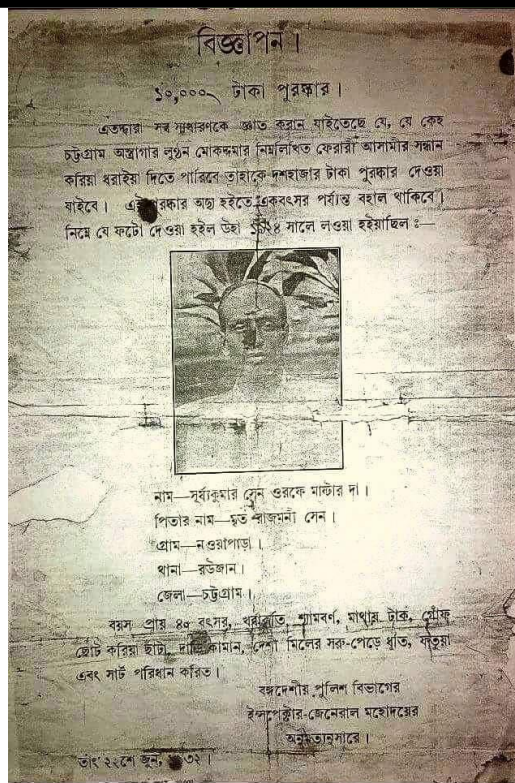 বিজ্ঞাপন।
১০,০০০৲ টাকা পুরস্কার।
এতদ্দ্বারা সর্ব্ব সাধারণকে জ্ঞাত করান যাইতেছে যে, যে কেহ
চট্টগ্রাম অস্ত্রাগার লুণ্ঠন মোকদ্দমার নিম্নলিখিত ফেরারী আসামীর সন্ধান
করিয়া ধরাইয়া দিতে পারিবে তাহাকে দশহাজার টাকা পুরস্কার দেওয়া
যাইবে। এই পুরস্কার অদ্য হইতে একবৎসর পর্য্যন্ত বহাল থাকিবে।
নিম্নে যে ফটো দেওয়া হইল উহা ১৯২৪ সালে লওয়া হইয়াছিল ঃ—
নাম—সূর্য্যকুমার সেন ওরফে মাষ্টার দা।
পিতার নাম—মৃত রাজমনী সেন।
গ্রাম—নওয়াপাড়া।
থানা—রাউজান।
জেলা—চট্টগ্রাম।
বয়স প্রায় বৎসর, খর্ব্বাকৃতি, শ্যামবর্ণ, মাথায় টাক, গোঁফ
ছোট করিয়া ছাঁটা, দাড়ি কামান, দেশী মিলের সরু-পেড়ে ধুতি, ফতুয়া
এবং সার্ট পরিধান করিত।
বঙ্গদেশীয় পুলিশ বিভাগের
ইন্সপেক্টার-জেনেরাল মহোদয়ের
অনুমত্যনুসারে।
তাং ২২শে জুন, ৩২।